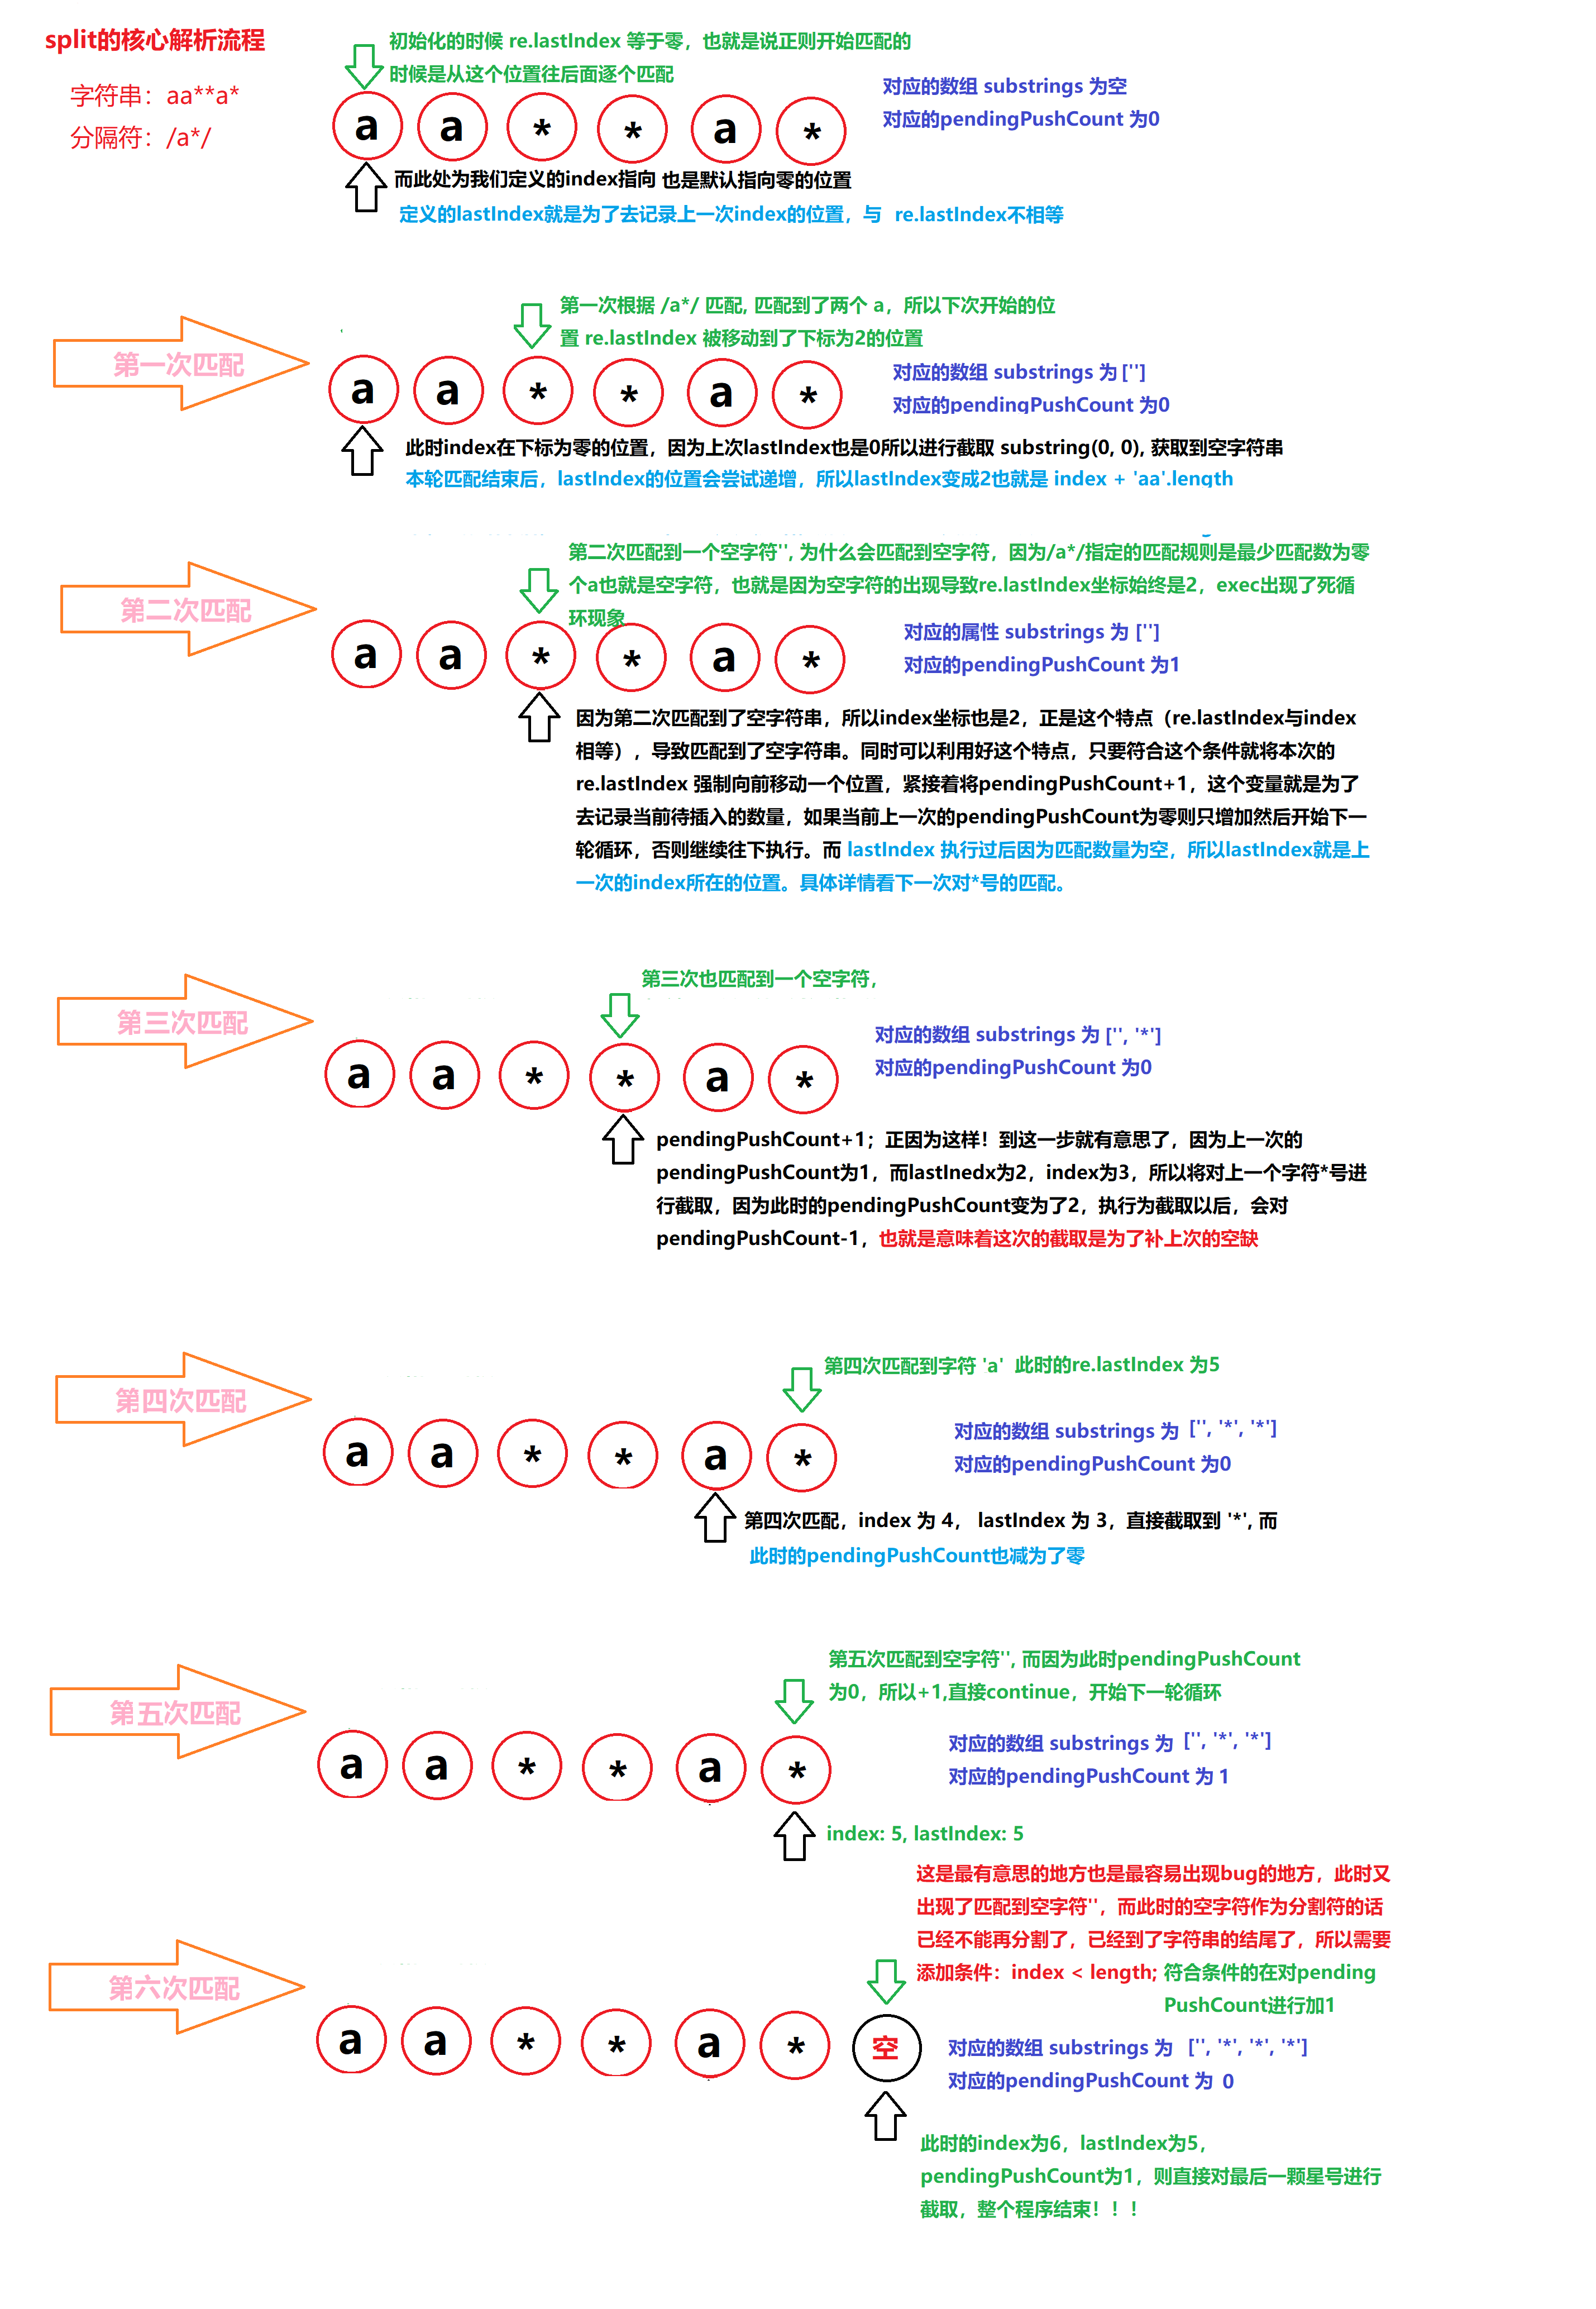 split的核心解析流程
字符串：aa**a*
分隔符：/a*/
初始化的时候 re.lastIndex 等于零，也就是说正则开始匹配的
时候是从这个位置往后面逐个匹配
对应的数组 substrings 为空
对应的pendingPushCount 为0
a a * * a *
而此处为我们定义的index指向 也是默认指向零的位置
定义的lastIndex就是为了去记录上一次index的位置，与 re.lastIndex不相等
第一次匹配
第一次根据 /a*/ 匹配, 匹配到了两个 a，所以下次开始的位
置 re.lastIndex 被移动到了下标为2的位置
对应的数组 substrings 为 ['']
对应的pendingPushCount 为0
a a * * a *
此时index在下标为零的位置，因为上次lastIndex也是0所以进行截取 substring(0, 0), 获取到空字符串
本轮匹配结束后，lastIndex的位置会尝试递增，所以lastIndex变成2也就是 index + 'aa'.length
第二次匹配
第二次匹配到一个空字符'', 为什么会匹配到空字符，因为/a*/指定的匹配规则是最少匹配数为零
个a也就是空字符，也就是因为空字符的出现导致re.lastIndex坐标始终是2，exec出现了死循
环现象
对应的属性 substrings 为 ['']
对应的pendingPushCount 为1
a a * * a *
因为第二次匹配到了空字符串，所以index坐标也是2，正是这个特点（re.lastIndex与index
相等），导致匹配到了空字符串。同时可以利用好这个特点，只要符合这个条件就将本次的
re.lastIndex 强制向前移动一个位置，紧接着将pendingPushCount+1，这个变量就是为了
去记录当前待插入的数量，如果当前上一次的pendingPushCount为零则只增加然后开始下一
轮循环，否则继续往下执行。而 lastIndex 执行过后因为匹配数量为空，所以lastIndex就是上
一次的index所在的位置。具体详情看下一次对*号的匹配。
第三次匹配
第三次也匹配到一个空字符，
对应的数组 substrings 为 ['', '*']
对应的pendingPushCount 为0
a a * * a *
pendingPushCount+1；正因为这样！到这一步就有意思了，因为上一次的
pendingPushCount为1，而lastInedx为2，index为3，所以将对上一个字符*号进
行截取，因为此时的pendingPushCount变为了2，执行为截取以后，会对
pendingPushCount-1，也就是意味着这次的截取是为了补上次的空缺
第四次匹配
第四次匹配到字符 'a' 此时的re.lastIndex 为5
对应的数组 substrings 为 ['', '*', '*']
对应的pendingPushCount 为0
a a * * a *
第四次匹配，index 为 4， lastIndex 为 3，直接截取到 '*', 而
此时的pendingPushCount也减为了零
第五次匹配
第五次匹配到空字符'', 而因为此时pendingPushCount
为0，所以+1,直接continue，开始下一轮循环
对应的数组 substrings 为 ['', '*', '*']
对应的pendingPushCount 为 1
a a * * a *
index: 5, lastIndex: 5
这是最有意思的地方也是最容易出现bug的地方，此时又
出现了匹配到空字符''，而此时的空字符作为分割符的话
已经不能再分割了，已经到了字符串的结尾了，所以需要
添加条件：index < length; 符合条件的在对pending
PushCount进行加1
第六次匹配
a a * * a * 空
对应的数组 substrings 为 ['', '*', '*', '*']
对应的pendingPushCount 为 0
此时的index为6，lastIndex为5，
pendingPushCount为1，则直接对最后一颗星号进行
截取，整个程序结束！！！